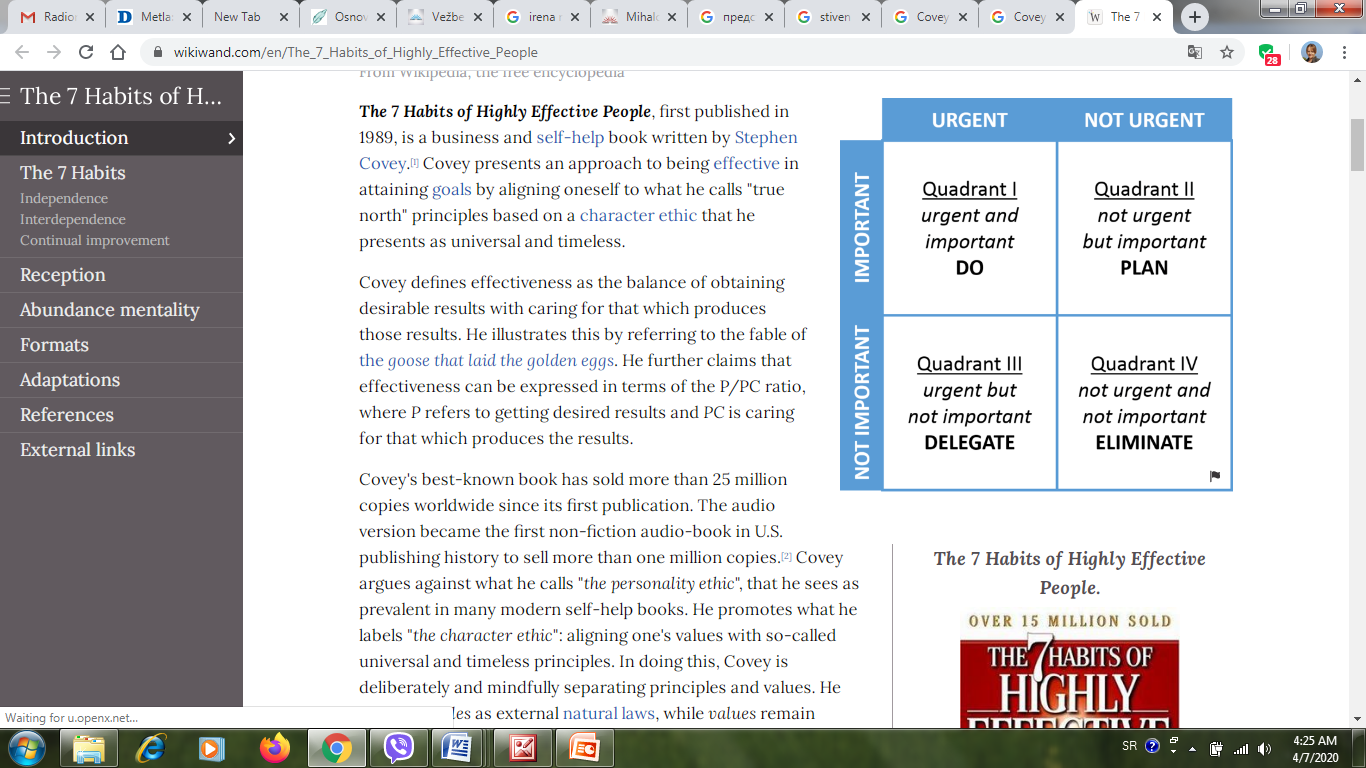 Radio
Metla
New Tab
Osnov
Vežbe
irena r
Mihalo
предс
stiven
Covey
Covey
The 7
wikiwand.com/en/The_7_Habits_of_Highly_Effective_People
28
The 7 Habits of H...
Introduction
The 7 Habits
Independence
Interdependence
Continual improvement
Reception
Abundance mentality
Formats
Adaptations
References
External links
From Wikipedia, the free encyclopedia
The 7 Habits of Highly Effective People, first published in
1989, is a business and self-help book written by Stephen
Covey.[1] Covey presents an approach to being effective in
attaining goals by aligning oneself to what he calls "true
north" principles based on a character ethic that he
presents as universal and timeless.
Covey defines effectiveness as the balance of obtaining
desirable results with caring for that which produces
those results. He illustrates this by referring to the fable of
the goose that laid the golden eggs. He further claims that
effectiveness can be expressed in terms of the P/PC ratio,
where P refers to getting desired results and PC is caring
for that which produces the results.
Covey's best-known book has sold more than 25 million
copies worldwide since its first publication. The audio
version became the first non-fiction audio-book in U.S.
publishing history to sell more than one million copies.[2] Covey
argues against what he calls "the personality ethic", that he sees as
prevalent in many modern self-help books. He promotes what he
labels "the character ethic": aligning one's values with so-called
universal and timeless principles. In doing this, Covey is
deliberately and mindfully separating principles and values. He
les as external natural laws, while values remain
URGENT
NOT URGENT
IMPORTANT
Quadrant I
urgent and
important
DO
Quadrant II
not urgent
but important
PLAN
NOT IMPORTANT
Quadrant III
urgent but
not important
DELEGATE
Quadrant IV
not urgent and
not important
ELIMINATE
The 7 Habits of Highly Effective
People.
OVER 15 MILLION SOLD
THE 7 HABITS OF
HIGHLY
EFFECTIVE
Waiting for u.openx.net...
SR
4:25 AM
4/7/2020